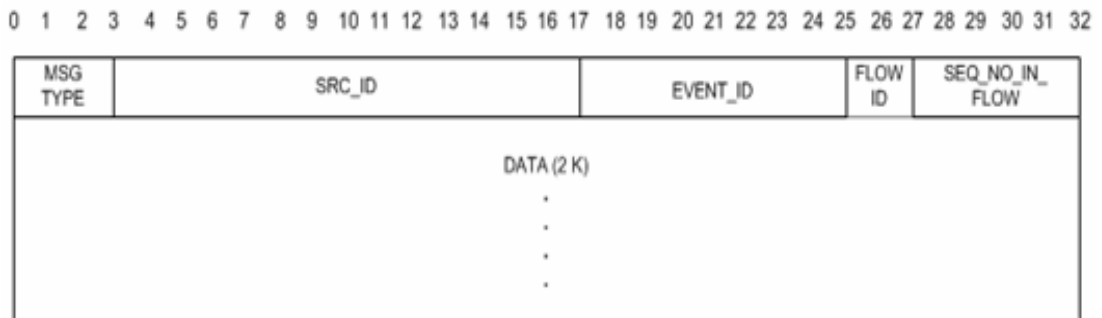 0 1 2 3 4 5 6 7 8 9 10 11 12 13 14 15 16 17 18 19 20 21 22 23 24 25 26 27 28 29 30 31 32
MSG
TYPE
SRC_ID
EVENT_ID
FLOW
ID
SEQ_NO_IN_
FLOW
DATA (2 K)